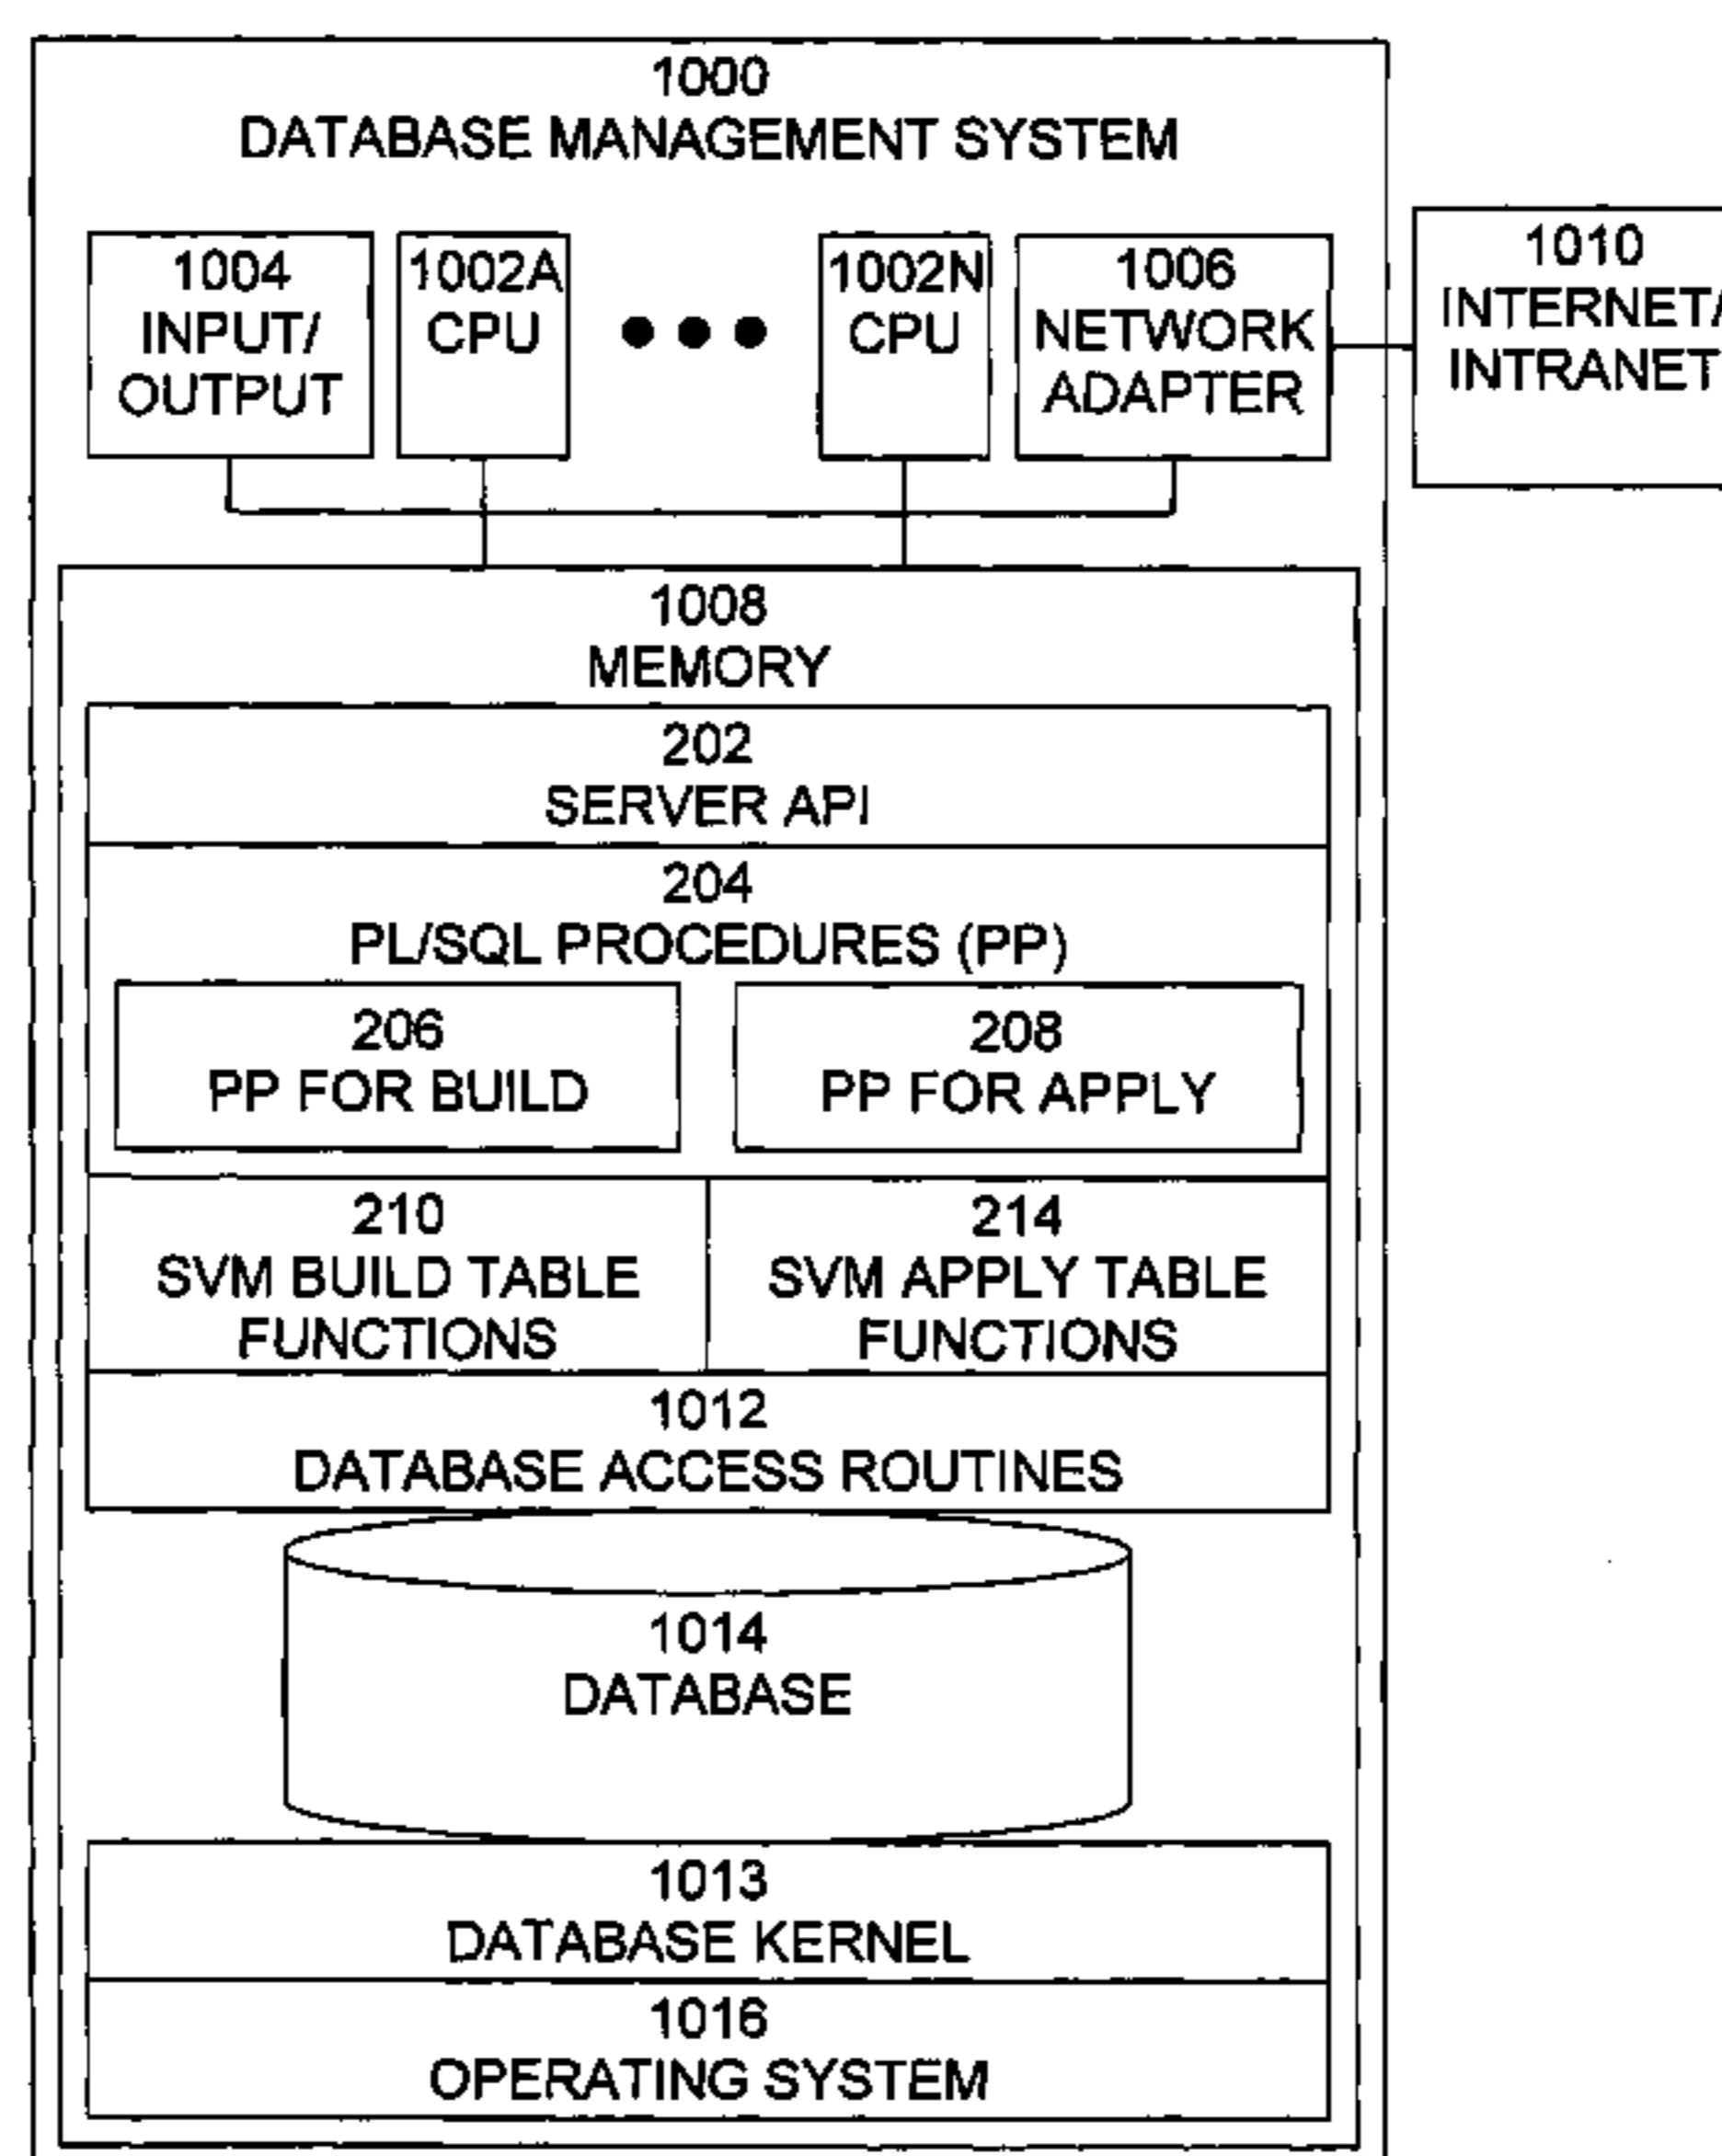 1000
DATABASE MANAGEMENT SYSTEM
1004
INPUT/
OUTPUT
1002A
CPU
1002N
CPU
1006
NETWORK
ADAPTER
1010
INTERNET/
INTRANET
1008
MEMORY
202
SERVER API
204
PL/SQL PROCEDURES (PP)
206
PP FOR BUILD
208
PP FOR APPLY
210
SVM BUILD TABLE
FUNCTIONS
214
SVM APPLY TABLE
FUNCTIONS
1012
DATABASE ACCESS ROUTINES
1014
DATABASE
1013
DATABASE KERNEL
1016
OPERATING SYSTEM